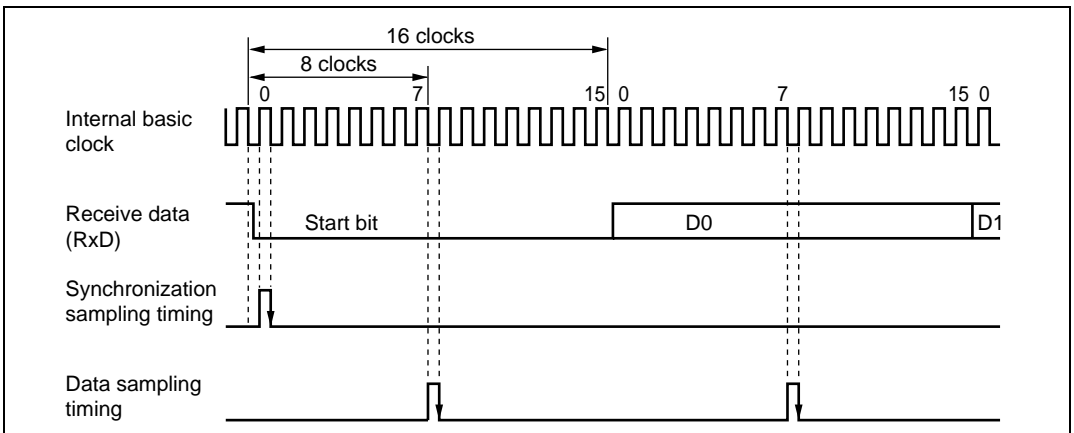 16 clocks
8 clocks
0 7 15 0 7 15 0
Internal basic
clock
Receive data
(RxD)
Start bit D0 D1
Synchronization
sampling timing
Data sampling
timing